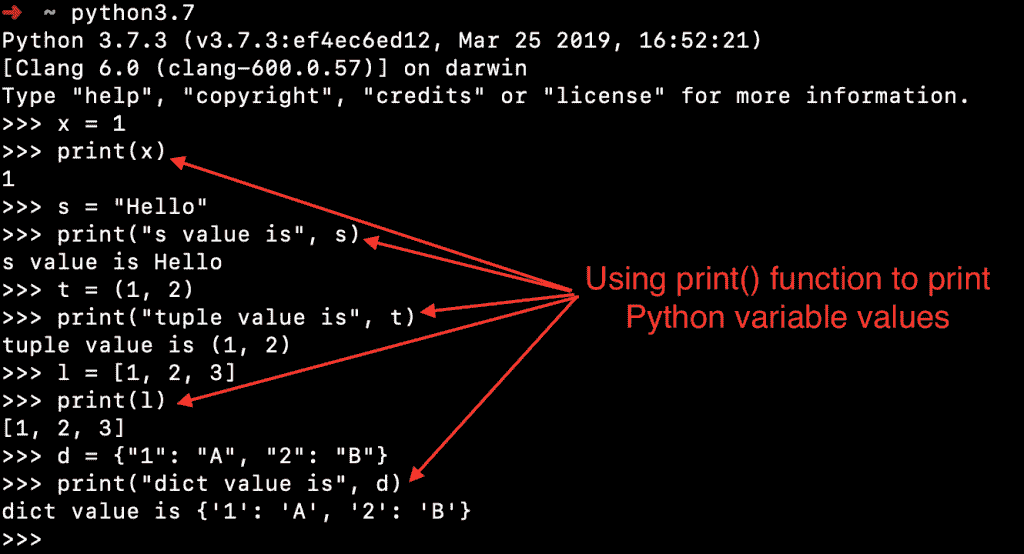 ➜ ~ python3.7
Python 3.7.3 (v3.7.3:ef4ec6ed12, Mar 25 2019, 16:52:21)
[Clang 6.0 (clang-600.0.57)] on darwin
Type "help", "copyright", "credits" or "license" for more information.
>>> x = 1
>>> print(x)
1
>>> s = "Hello"
>>> print("s value is", s)
s value is Hello
>>> t = (1, 2)
>>> print("tuple value is", t)
tuple value is (1, 2)
>>> l = [1, 2, 3]
>>> print(l)
[1, 2, 3]
>>> d = {"1": "A", "2": "B"}
>>> print("dict value is", d)
dict value is {'1': 'A', '2': 'B'}
>>>
Using print() function to print
Python variable values